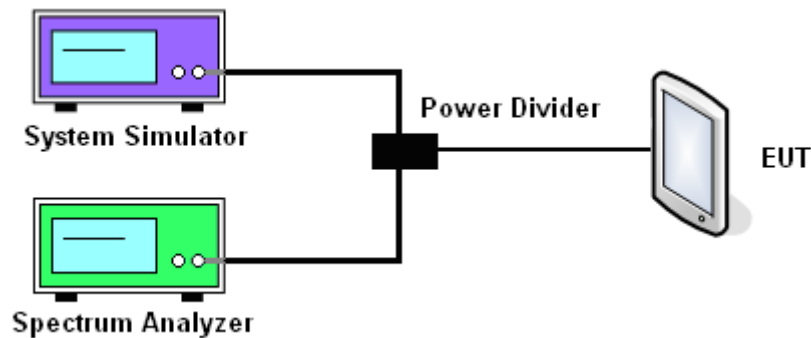 System Simulator
Power Divider
EUT
Spectrum Analyzer